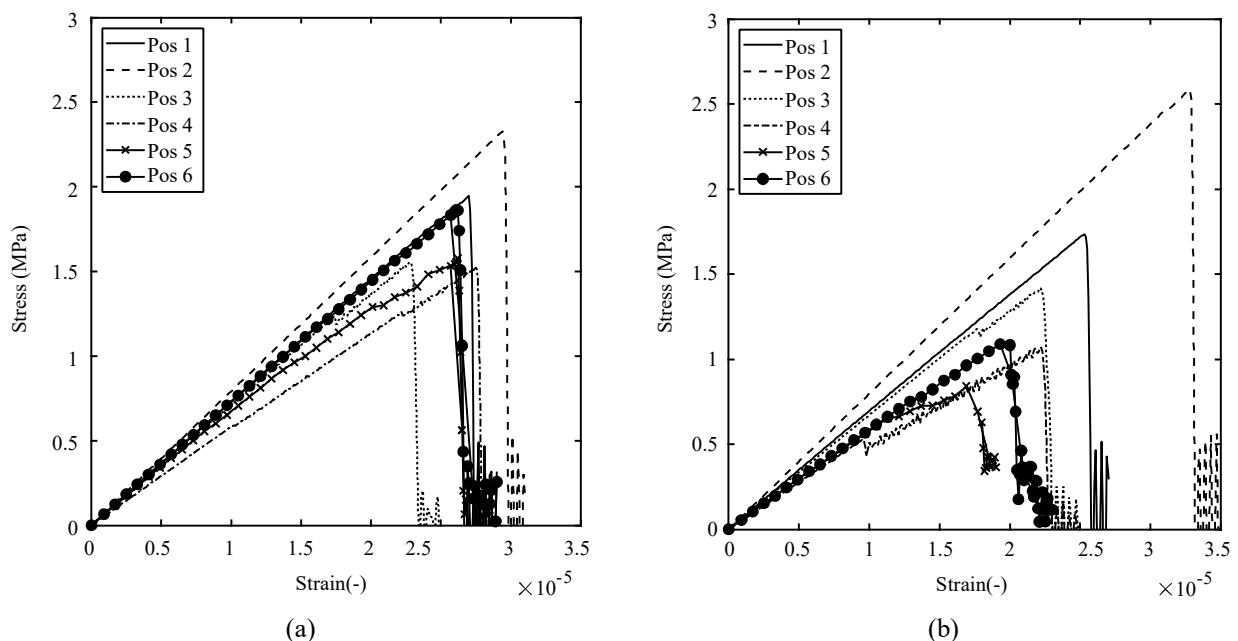 3
2.5
2
1.5
1
0.5
0
Stress (MPa)
Pos 1
Pos 2
Pos 3
Pos 4
Pos 5
Pos 6
0 0.5 1 1.5 2 2.5 3 3.5
Strain(-)
×10-5
(a)
3
2.5
2
1.5
1
0.5
0
Stress (MPa)
Pos 1
Pos 2
Pos 3
Pos 4
Pos 5
Pos 6
0 0.5 1 1.5 2 2.5 3 3.5
Strain(-)
×10-5
(b)